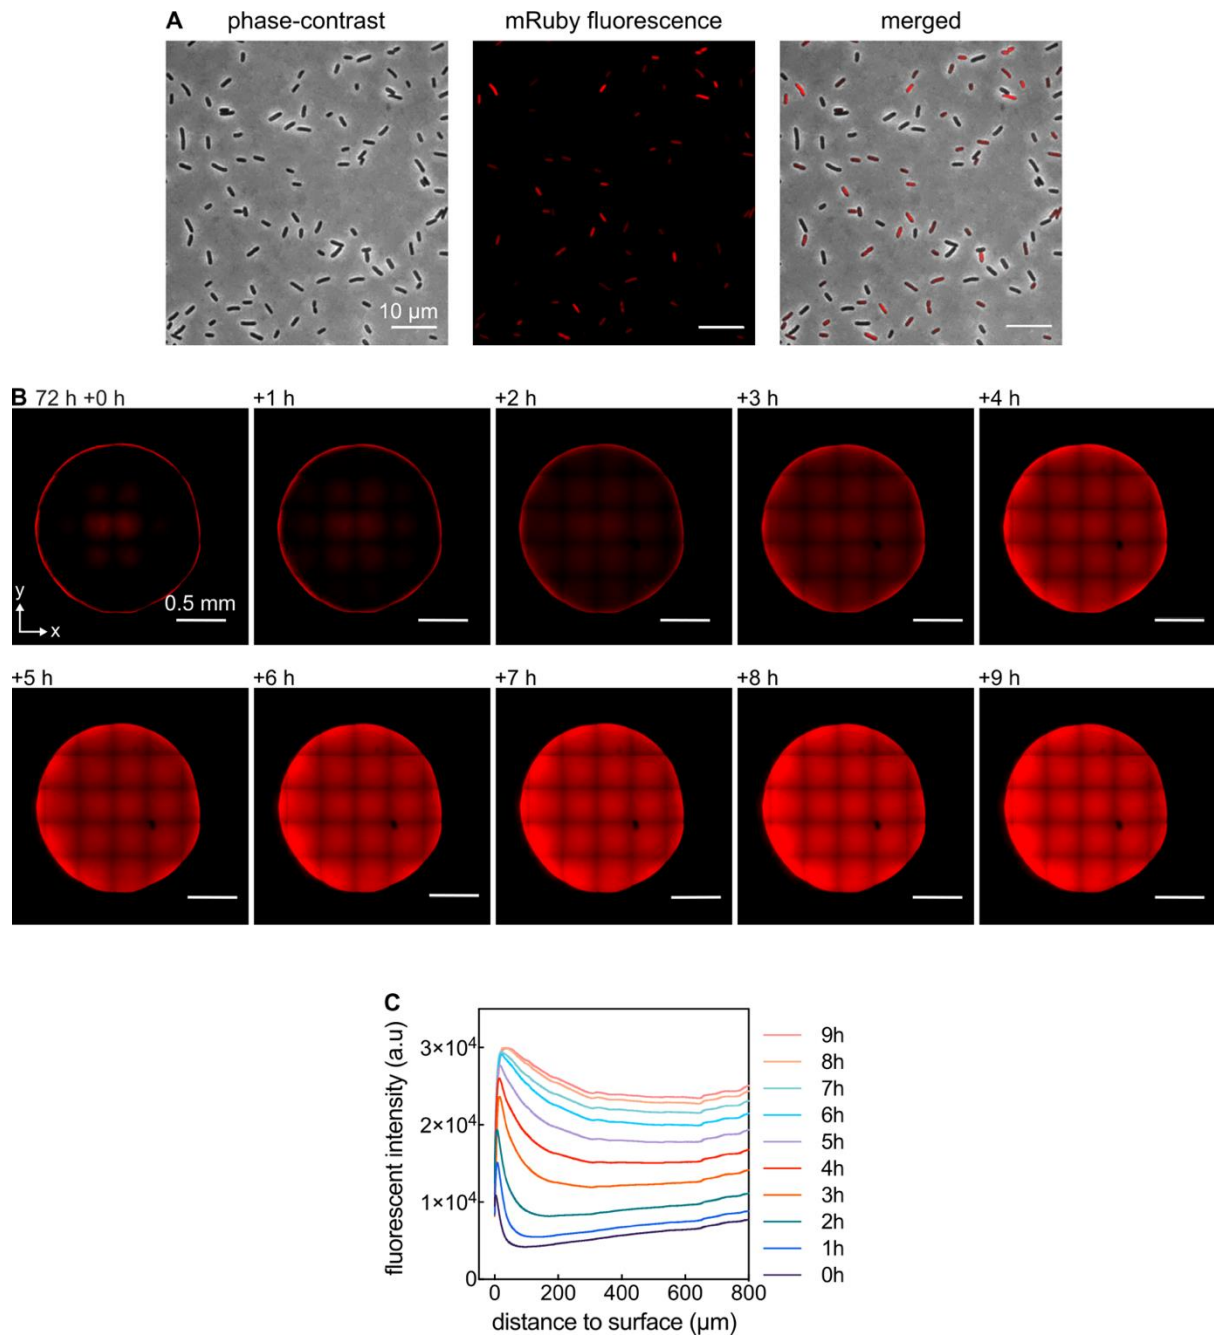 A phase-contrast mRuby fluorescence merged
10 µm
B 72 h +0 h +1 h +2 h +3 h +4 h
y
x
0.5 mm
+5 h +6 h +7 h +8 h +9 h
C
fluorescent intensity (a.u)
3×10⁴
2×10⁴
1×10⁴
0
0 200 400 600 800
distance to surface (µm)
9h
8h
7h
6h
5h
4h
3h
2h
1h
0h